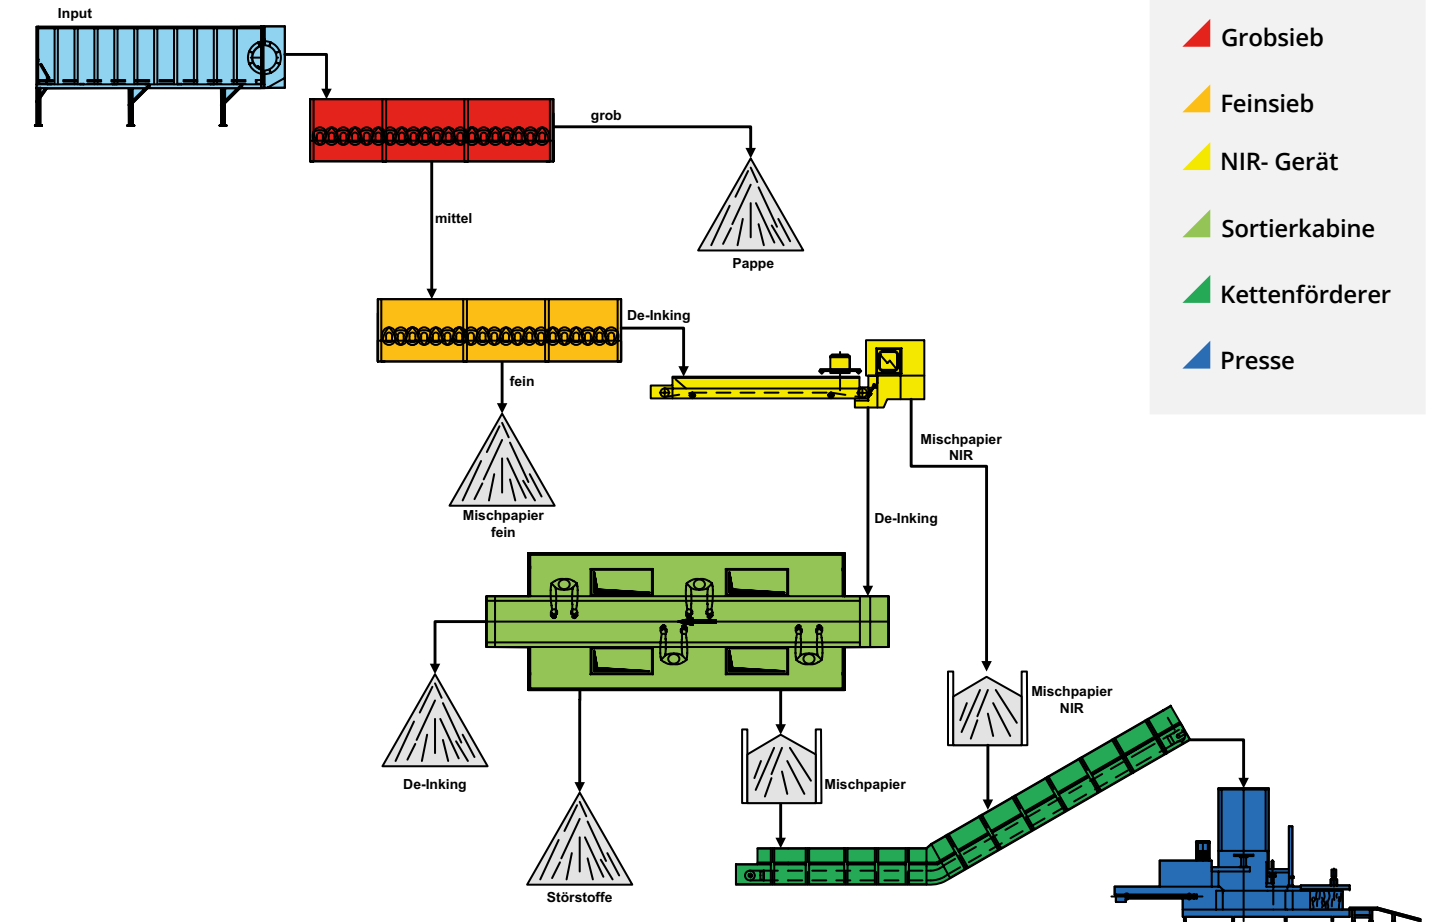 Input
grob
Pappe
mittel
De-Inking
fein
Mischpapier
fein
Mischpapier
NIR
De-Inking
Mischpapier
NIR
De-Inking
Mischpapier
Störstoffe
Grobsieb
Feinsieb
NIR- Gerät
Sortierkabine
Kettenförderer
Presse